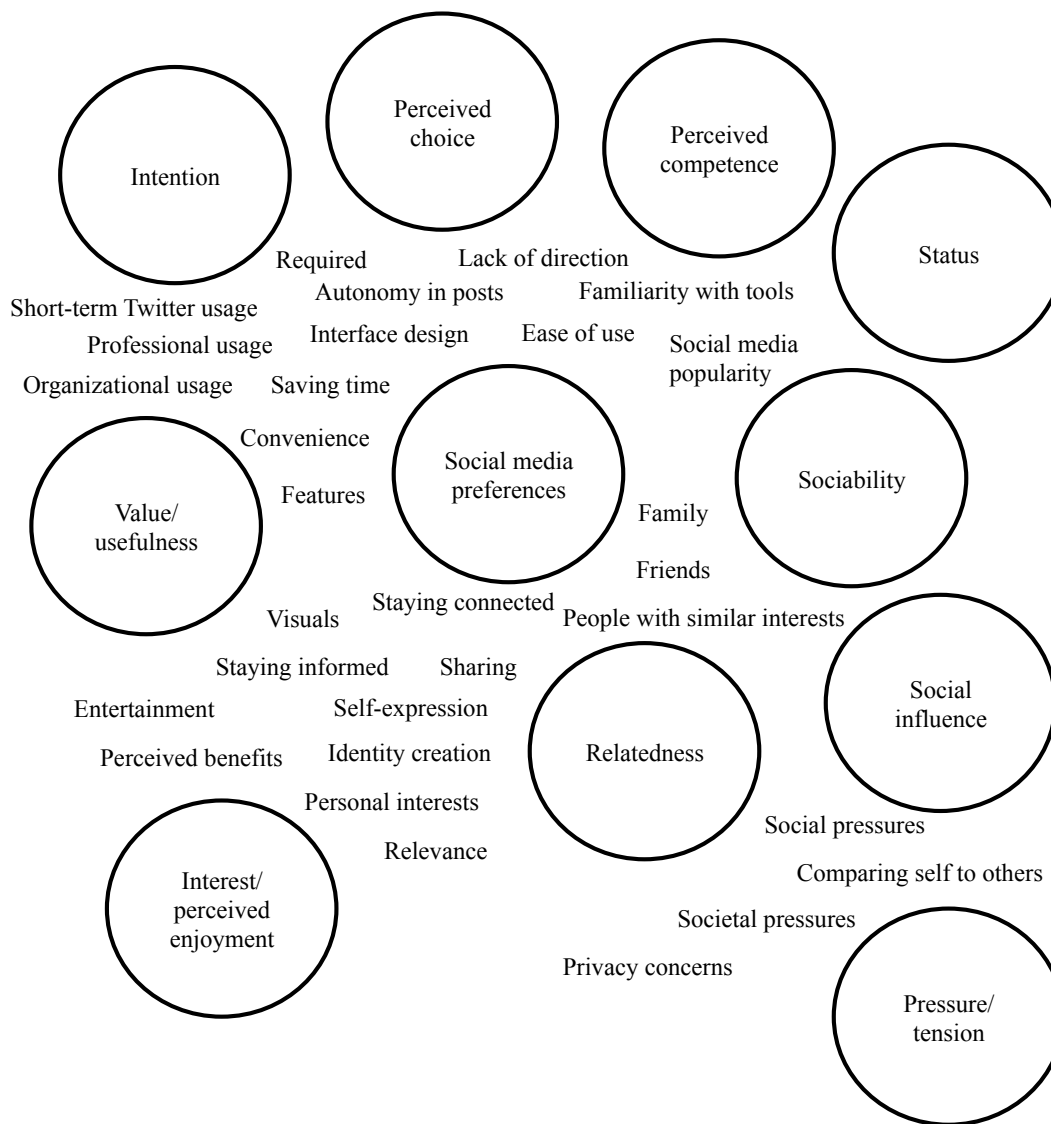 Perceived
choice
Perceived
competence
Intention
Status
Required
Lack of direction
Autonomy in posts
Familiarity with tools
Short-term Twitter usage
Interface design
Ease of use
Professional usage
Social media
popularity
Organizational usage
Saving time
Convenience
Social media
preferences
Sociability
Features
Value/
usefulness
Family
Friends
Staying connected
Visuals
People with similar interests
Staying informed
Sharing
Social
influence
Entertainment
Self-expression
Perceived benefits
Identity creation
Relatedness
Personal interests
Social pressures
Relevance
Comparing self to others
Interest/
perceived
enjoyment
Societal pressures
Privacy concerns
Pressure/
tension